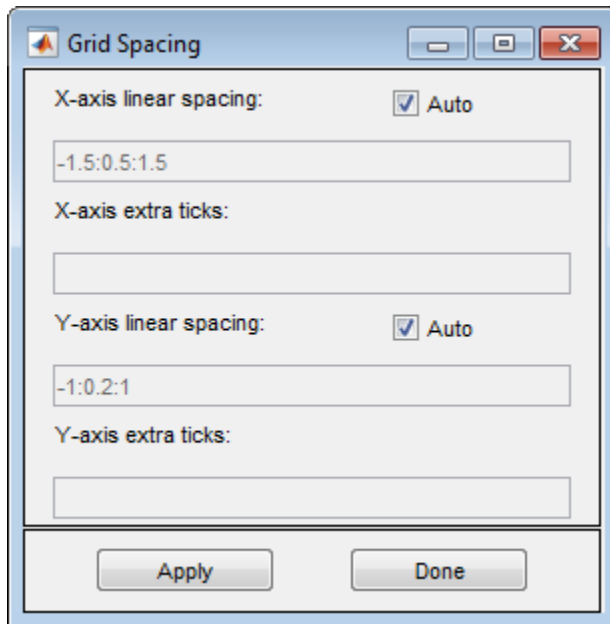 Grid Spacing
X-axis linear spacing:
Auto
-1.5:0.5:1.5
X-axis extra ticks:
Y-axis linear spacing:
Auto
-1:0.2:1
Y-axis extra ticks:
Apply
Done